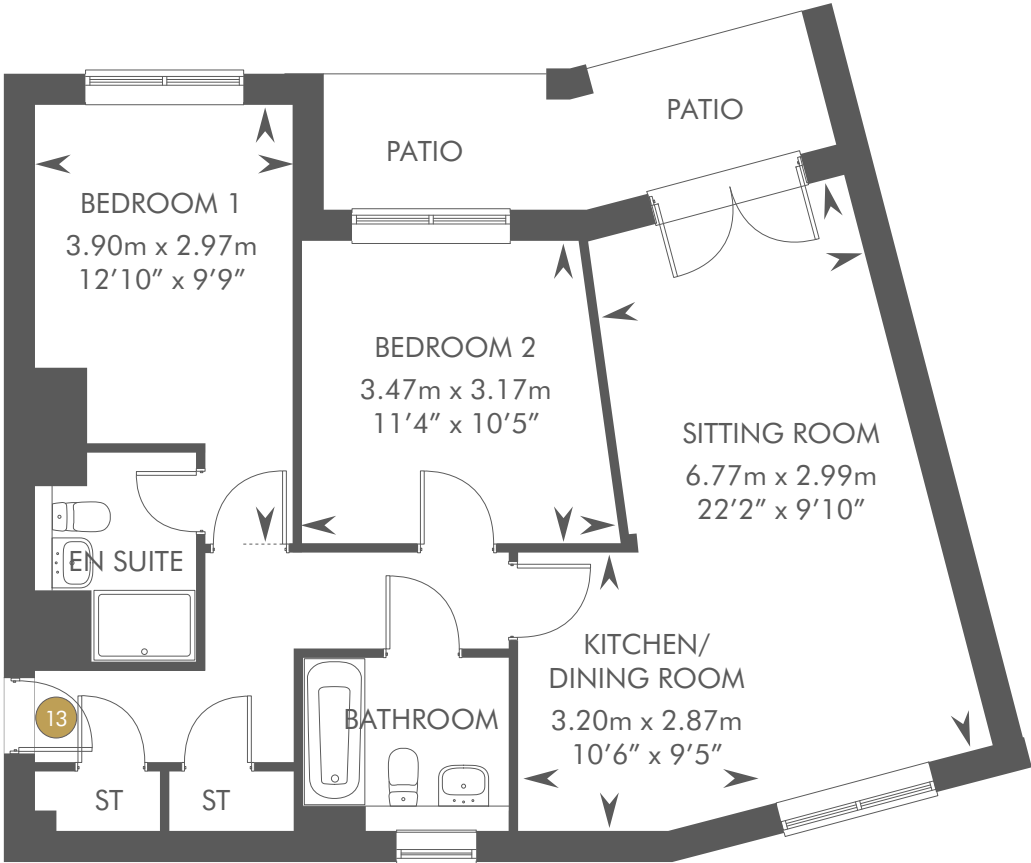 PATIO
PATIO
BEDROOM 1
3.90m x 2.97m
12’10” x 9’9”
BEDROOM 2
3.47m x 3.17m
11’4” x 10’5”
SITTING ROOM
6.77m x 2.99m
22’2” x 9’10”
EN SUITE
KITCHEN/
DINING ROOM
3.20m x 2.87m
10’6” x 9’5”
13
BATHROOM
ST
ST